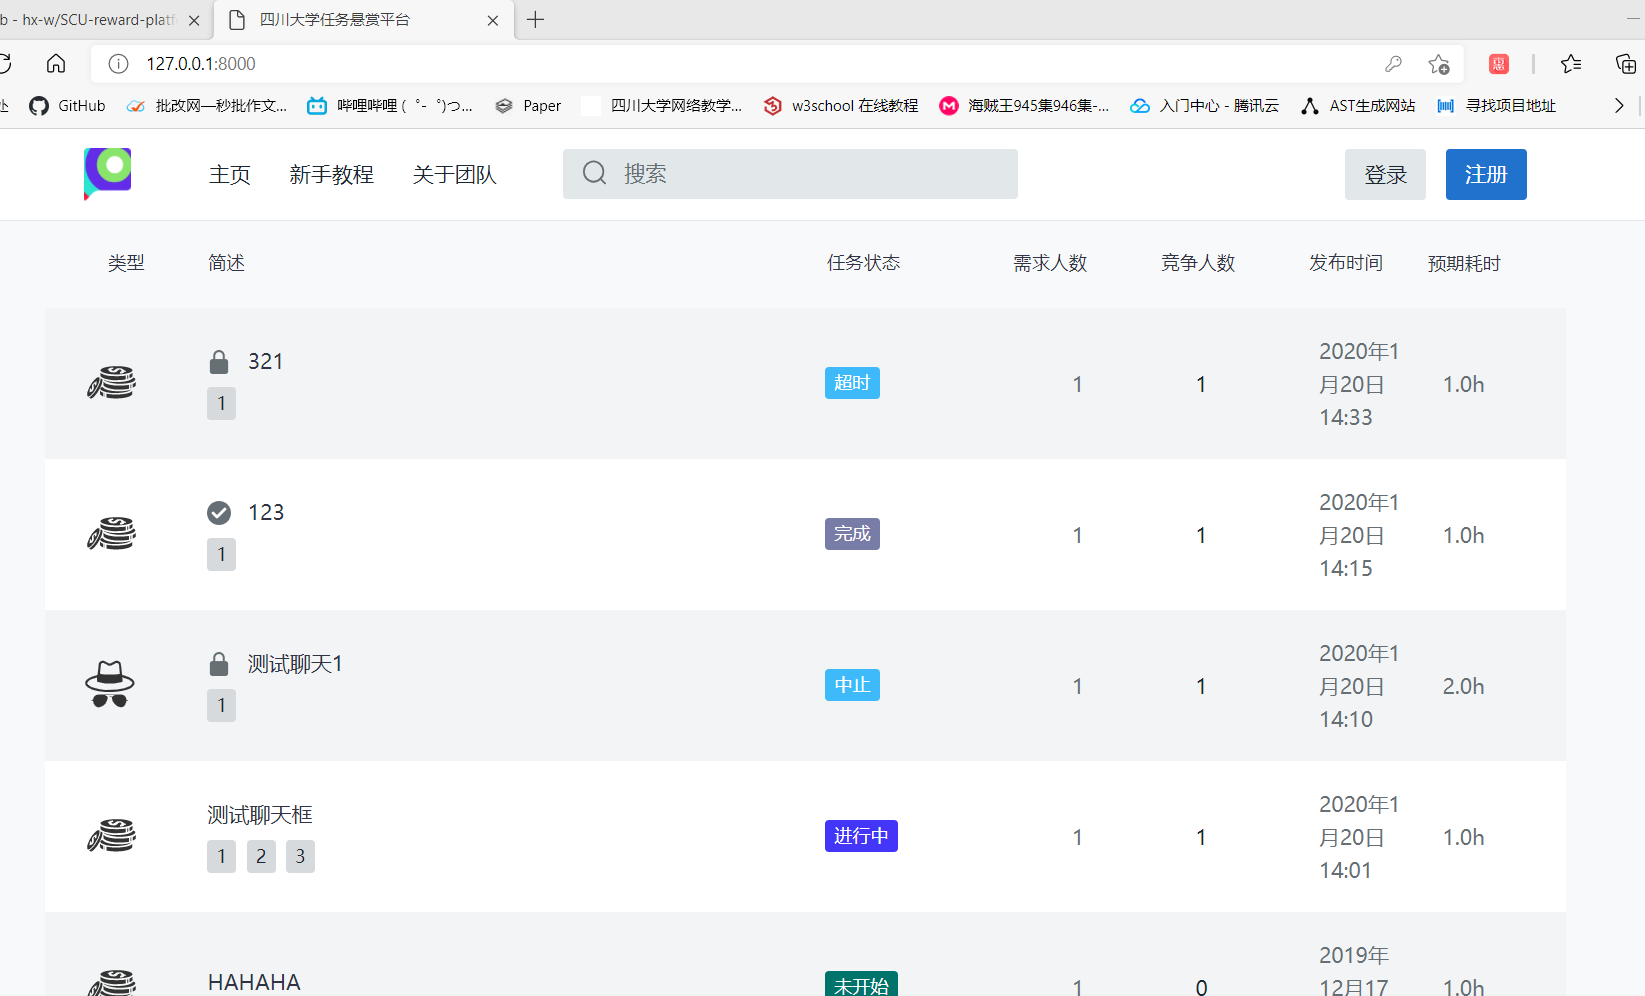 b - hx-w/SCU-reward-platf
四川大学任务悬赏平台
127.0.0.1:8000
惠
GitHub
批改网—秒批作文...
哔哩哔哩 ( ゜- ゜)つ...
Paper
四川大学网络教学...
w3school 在线教程
海贼王945集946集-...
入门中心 - 腾讯云
AST生成网站
寻找项目地址
主页
新手教程
关于团队
搜索
登录
注册
类型
简述
任务状态
需求人数
竞争人数
发布时间
预期耗时
321
1
超时
1
1
2020年1
月20日
14:33
1.0h
123
1
完成
1
1
2020年1
月20日
14:15
1.0h
测试聊天1
1
中止
1
1
2020年1
月20日
14:10
2.0h
测试聊天框
1 2 3
进行中
1
1
2020年1
月20日
14:01
1.0h
HAHAHA
未开始
1
0
2019年
12月17
1.0h